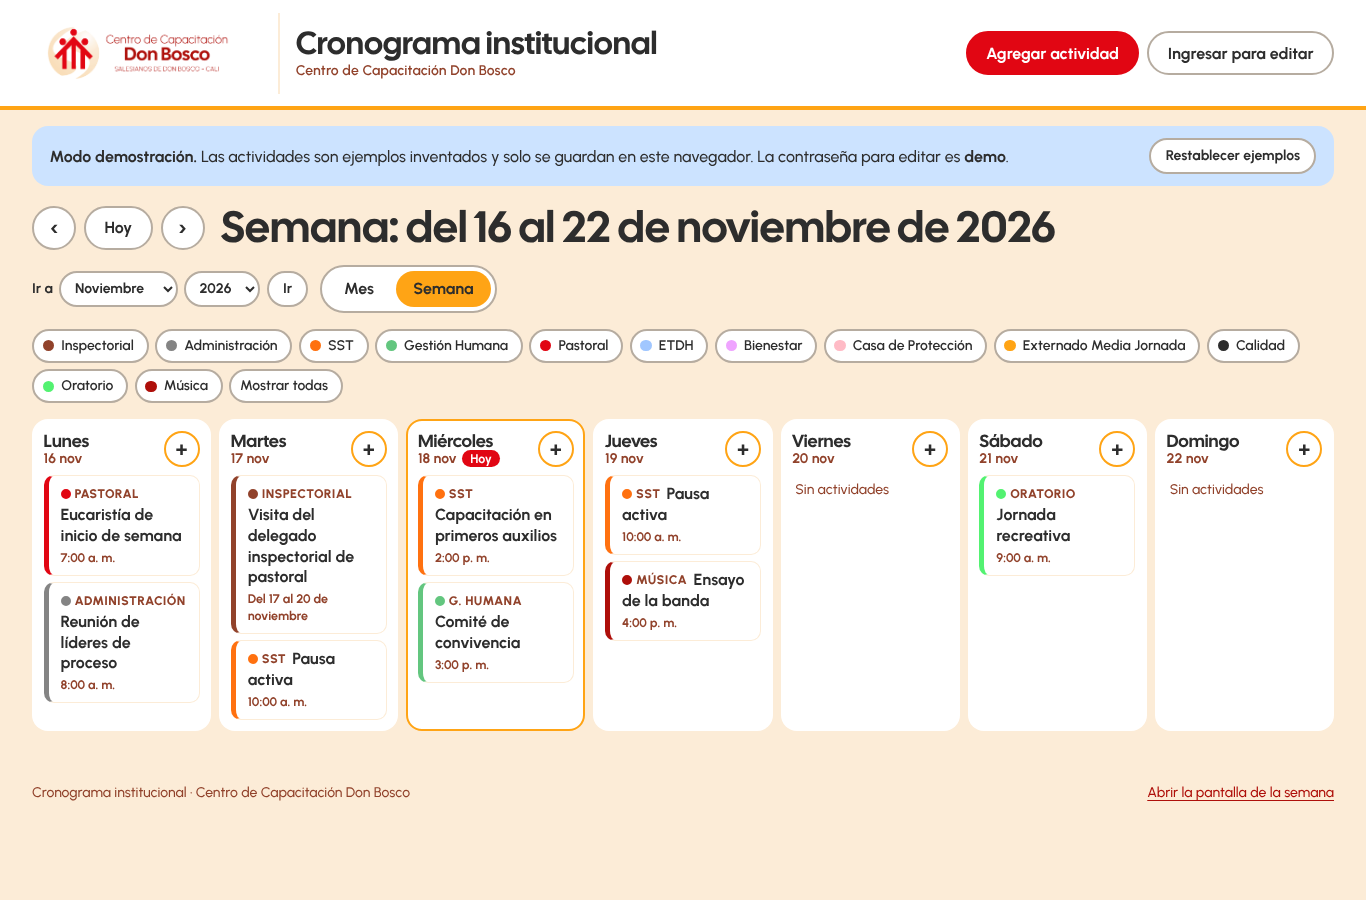 Centro de Capacitación
Don Bosco
SALESIANOS DE DON BOSCO - CALI
Cronograma institucional
Centro de Capacitación Don Bosco
Agregar actividad
Ingresar para editar
Modo demostración. Las actividades son ejemplos inventados y solo se guardan en este navegador. La contraseña para editar es demo.
Restablecer ejemplos
‹ Hoy › Semana: del 16 al 22 de noviembre de 2026
Ir a Noviembre 2026 Ir Mes Semana
Inspectorial Administración SST Gestión Humana Pastoral ETDH Bienestar Casa de Protección Externado Media Jornada Calidad
Oratorio Música Mostrar todas
Lunes
16 nov
+
PASTORAL
Eucaristía de
inicio de semana
7:00 a. m.
ADMINISTRACIÓN
Reunión de
líderes de
proceso
8:00 a. m.
Martes
17 nov
+
INSPECTORIAL
Visita del
delegado
inspectorial de
pastoral
Del 17 al 20 de
noviembre
SST Pausa
activa
10:00 a. m.
Miércoles
18 nov Hoy
+
SST
Capacitación en
primeros auxilios
2:00 p. m.
G. HUMANA
Comité de
convivencia
3:00 p. m.
Jueves
19 nov
+
SST Pausa
activa
10:00 a. m.
MÚSICA Ensayo
de la banda
4:00 p. m.
Viernes
20 nov
+
Sin actividades
Sábado
21 nov
+
ORATORIO
Jornada
recreativa
9:00 a. m.
Domingo
22 nov
+
Sin actividades
Cronograma institucional · Centro de Capacitación Don Bosco
Abrir la pantalla de la semana